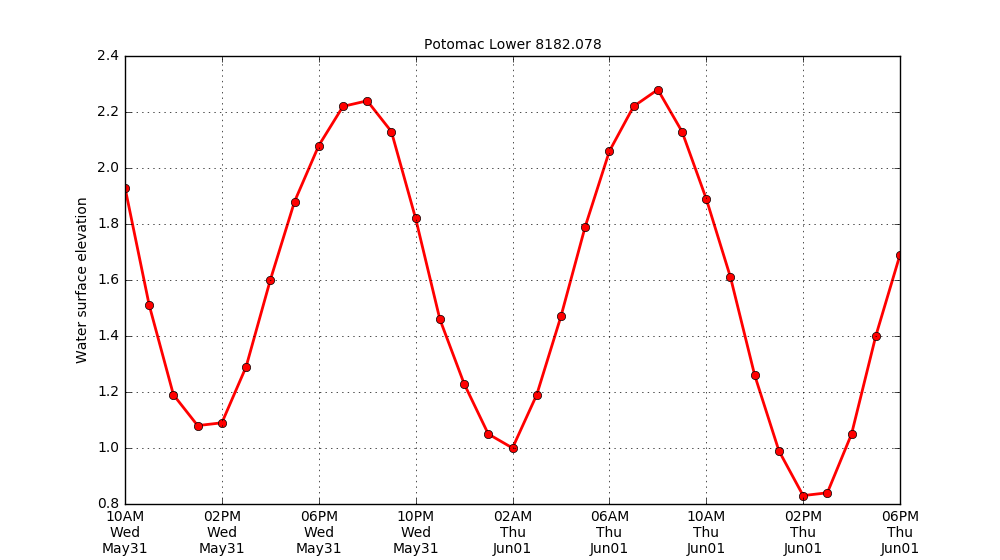 Potomac Lower 8182.078
2.4
2.2
2.0
1.8
1.6
1.4
1.2
1.0
0.8
Water surface elevation
10AM 02PM 06PM 10PM 02AM 06AM 10AM 02PM 06PM
Wed Wed Wed Wed Thu Thu Thu Thu Thu
May31 May31 May31 May31 Jun01 Jun01 Jun01 Jun01 Jun01